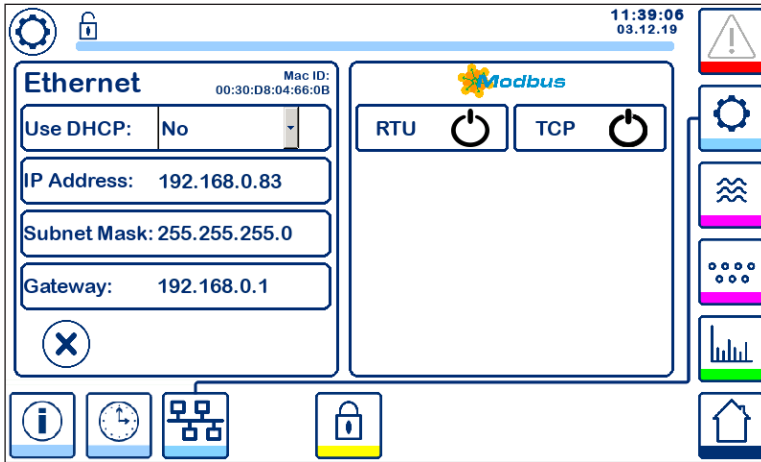 11:39:06
03.12.19
Ethernet
Mac ID:
00:30:D8:04:66:0B
Use DHCP: No
IP Address: 192.168.0.83
Subnet Mask: 255.255.255.0
Gateway: 192.168.0.1
Modbus
RTU
TCP